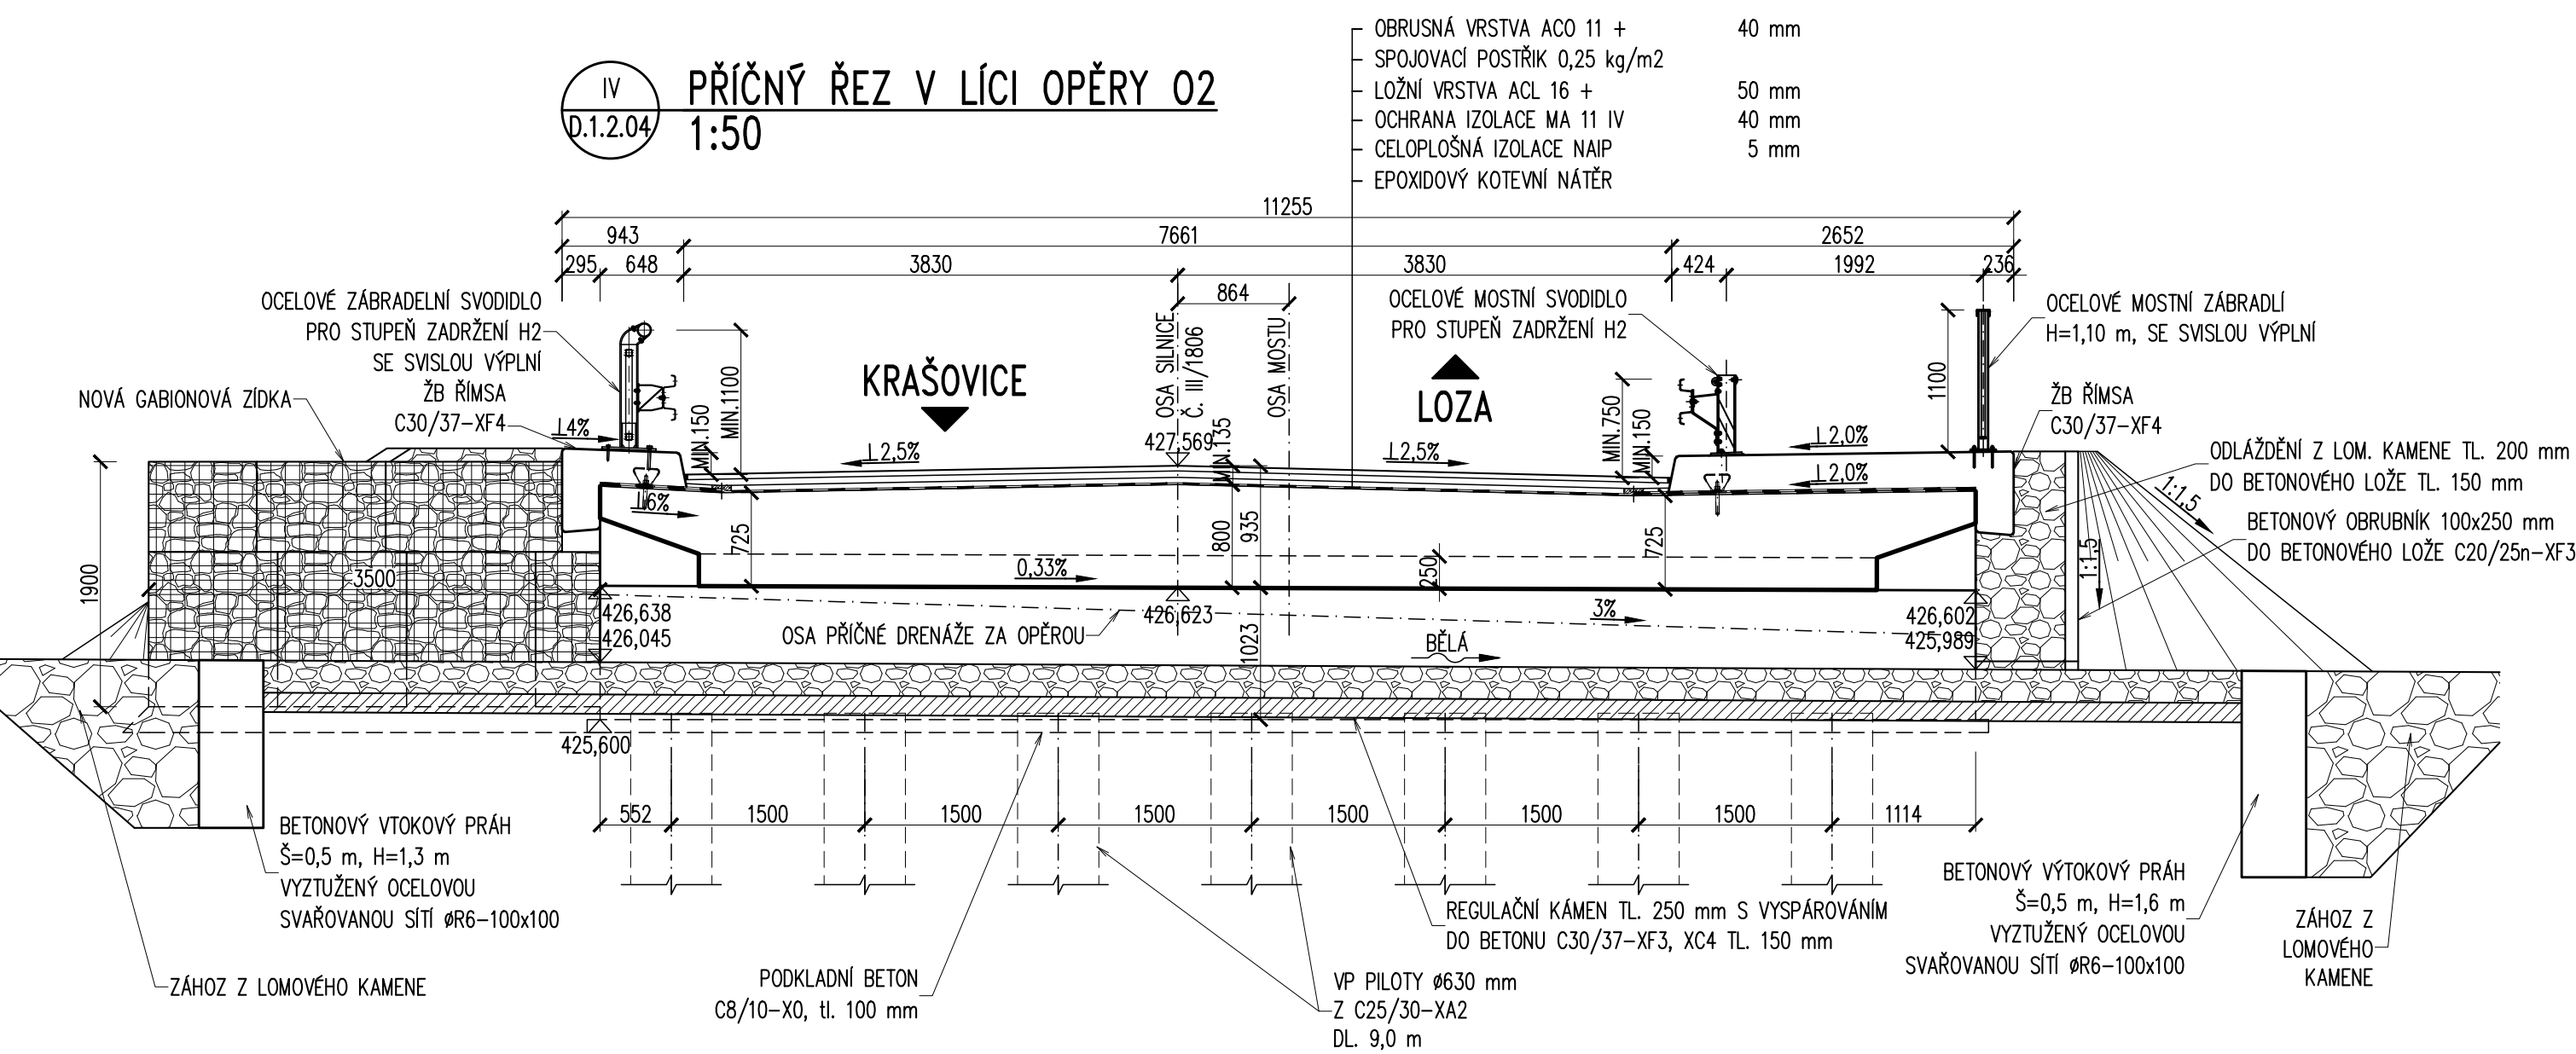 IV
D.1.2.04
PŘÍČNÝ ŘEZ V LÍCI OPĚRY O2
1:50
OBRUSNÁ VRSTVA ACO 11 + 40 mm
SPOJOVACÍ POSTŘIK 0,25 kg/m2
LOŽNÍ VRSTVA ACL 16 + 50 mm
OCHRANA IZOLACE MA 11 IV 40 mm
CELOPLOŠNÁ IZOLACE NAIP 5 mm
EPOXIDOVÝ KOTEVNÍ NÁTĚR
11255
943 7661 2652
295 648 3830 3830 424 1992 236
864
OCELOVÉ ZÁBRADELNÍ SVODIDLO
PRO STUPEŇ ZADRŽENÍ H2
SE SVISLOU VÝPLNÍ
ŽB ŘÍMSA
C30/37-XF4
NOVÁ GABIONOVÁ ZÍDKA
4%
MIN.150
MIN.1100
KRAŠOVICE
2,5%
OSA SILNICE
Č. III/1806
OSA MOSTU
427,569
MIN.135
OCELOVÉ MOSTNÍ SVODIDLO
PRO STUPEŇ ZADRŽENÍ H2
LOZA
2,5%
MIN.750
MIN.150
2,0%
2,0%
1100
OCELOVÉ MOSTNÍ ZÁBRADLÍ
H=1,10 m, SE SVISLOU VÝPLNÍ
ŽB ŘÍMSA
C30/37-XF4
ODLÁŽDĚNÍ Z LOM. KAMENE TL. 200 mm
DO BETONOVÉHO LOŽE TL. 150 mm
BETONOVÝ OBRUBNÍK 100x250 mm
DO BETONOVÉHO LOŽE C20/25n-XF3
1:1,5
1:1,5
6%
725
800
935
725
250
1900
3500
0,33%
3%
426,638
426,045
426,623
426,602
425,989
OSA PŘÍČNÉ DRENÁŽE ZA OPĚROU
1023
BĚLÁ
425,600
552 1500 1500 1500 1500 1500 1500 1114
BETONOVÝ VTOKOVÝ PRÁH
Š=0,5 m, H=1,3 m
VYZTUŽENÝ OCELOVOU
SVAŘOVANOU SÍTÍ øR6-100x100
ZÁHOZ Z LOMOVÉHO KAMENE
PODKLADNÍ BETON
C8/10-X0, tl. 100 mm
VP PILOTY ø630 mm
Z C25/30-XA2
DL. 9,0 m
REGULAČNÍ KÁMEN TL. 250 mm S VYSPÁROVÁNÍM
DO BETONU C30/37-XF3, XC4 TL. 150 mm
BETONOVÝ VÝTOKOVÝ PRÁH
Š=0,5 m, H=1,6 m
VYZTUŽENÝ OCELOVOU
SVAŘOVANOU SÍTÍ øR6-100x100
ZÁHOZ Z
LOMOVÉHO
KAMENE